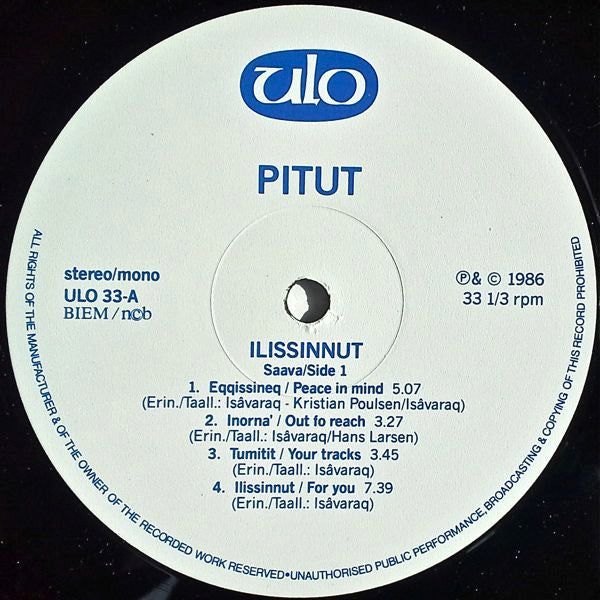 ulo
PITUT
stereo/mono
ULO 33-A
BIEM/ncb
℗& © 1986
33 1/3 rpm
ILISSINNUT
Saava/Side 1
1. Eqqissineq / Peace in mind 5.07
(Erin./Taall.: Isâvaraq - Kristian Poulsen/Isâvaraq)
2. Inorna' / Out fo reach 3.27
(Erin./Taall.: Isâvaraq/Hans Larsen)
3. Tumitit / Your tracks 3.45
(Erin./Taall.: Isâvaraq)
4. Ilissinnut / For you 7.39
(Erin./Taall.: Isâvaraq)
ALL RIGHTS OF THE MANUFACTURER & OF THE OWNER OF THE RECORDED WORK RESERVED•UNAUTHORISED PUBLIC PERFORMANCE, BROADCASTING & COPYING OF THIS RECORD PROHIBITED